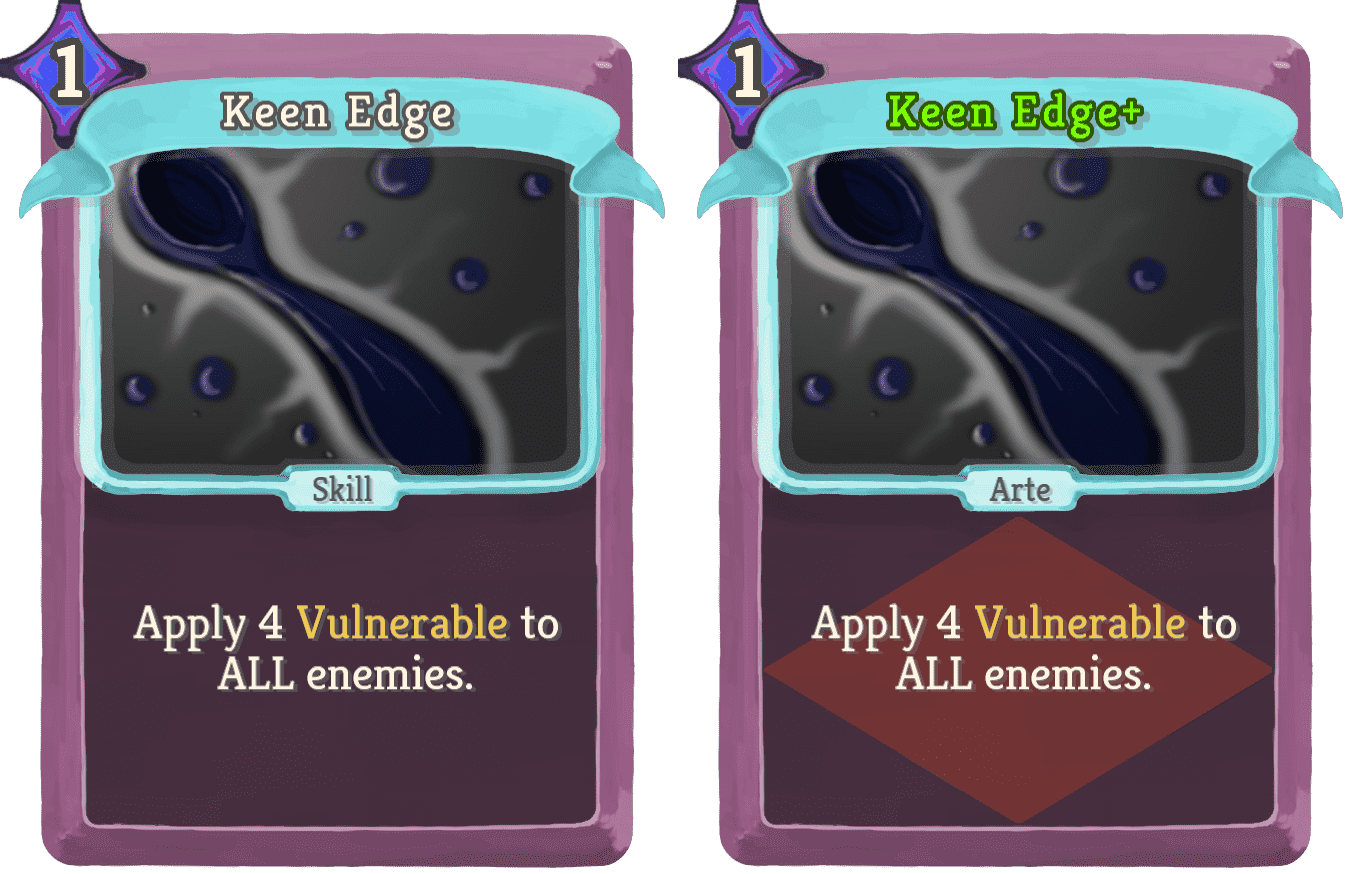 1
Keen Edge
Skill
Apply 4 Vulnerable to
ALL enemies.
1
Keen Edge+
Arte
Apply 4 Vulnerable to
ALL enemies.